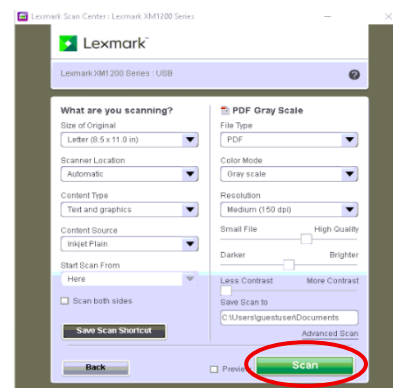 Lexmark Scan Center : Lexmark XM1200 Series
Lexmark
Lexmark XM1200 Series : USB
?
What are you scanning?
Size of Original
Letter (8.5 x 11.0 in)
Scanner Location
Automatic
Content Type
Text and graphics
Content Source
Inkjet Plain
Start Scan From
Here
Scan both sides
Save Scan Shortcut
Back
PDF Gray Scale
File Type
PDF
Color Mode
Gray scale
Resolution
Medium (150 dpi)
Small File High Quality
Darker Brighter
Less Contrast More Contrast
Save Scan to
C:\Users\guestuser\Documents
Advanced Scan
Preview
Scan